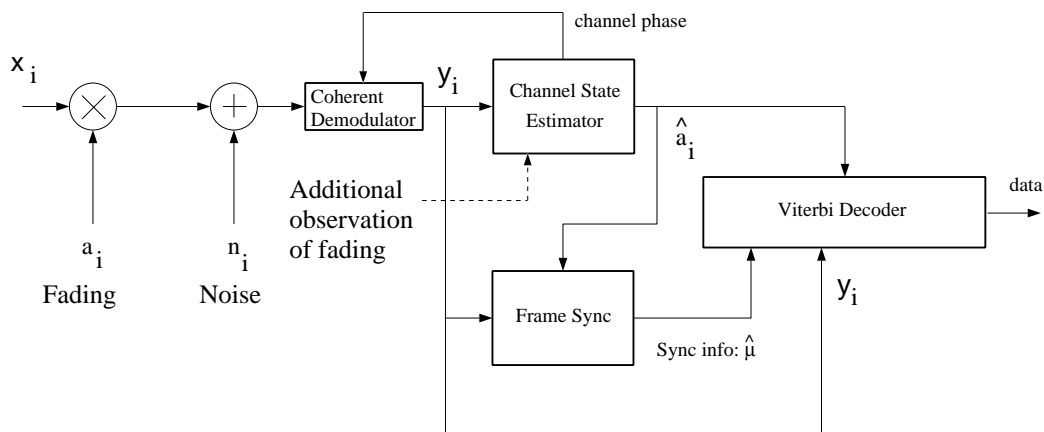 channel phase
x i
y i
Coherent
Demodulator
Channel State
Estimator
â i
Additional
observation
of fading
Viterbi Decoder
data
a i
n i
Fading
Noise
Frame Sync
y i
Sync info: μ̂